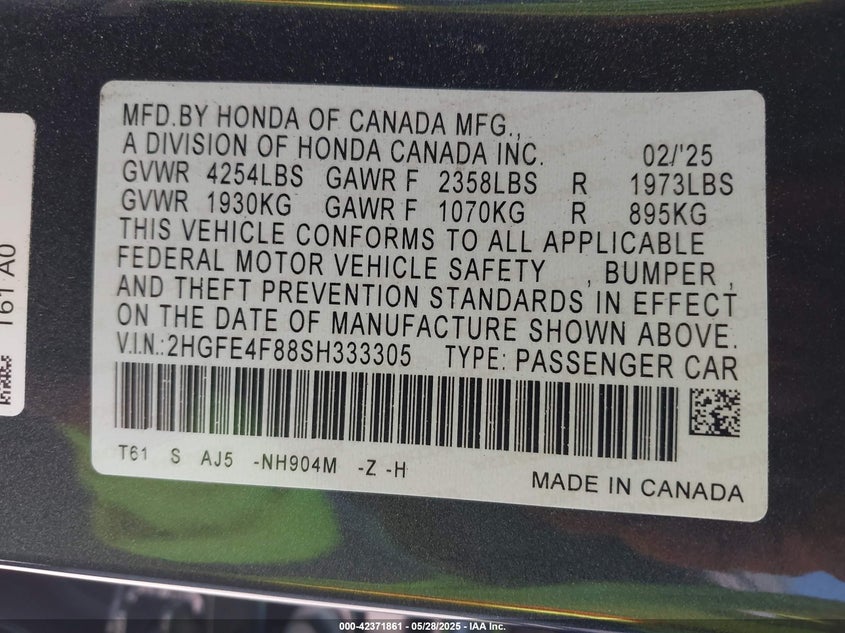 MFD.BY HONDA OF CANADA MFG.,
A DIVISION OF HONDA CANADA INC. 02/'25
GVWR 4254LBS GAWR F 2358LBS R 1973LBS
GVWR 1930KG GAWR F 1070KG R 895KG
THIS VEHICLE CONFORMS TO ALL APPLICABLE
FEDERAL MOTOR VEHICLE SAFETY , BUMPER ,
AND THEFT PREVENTION STANDARDS IN EFFECT
ON THE DATE OF MANUFACTURE SHOWN ABOVE.
V.I.N.:2HGFE4F88SH333305 TYPE: PASSENGER CAR
T61 S AJ5 -NH904M -Z -H
MADE IN CANADA
T61 A0
000-42371861 - 05/28/2025 - IAA Inc.